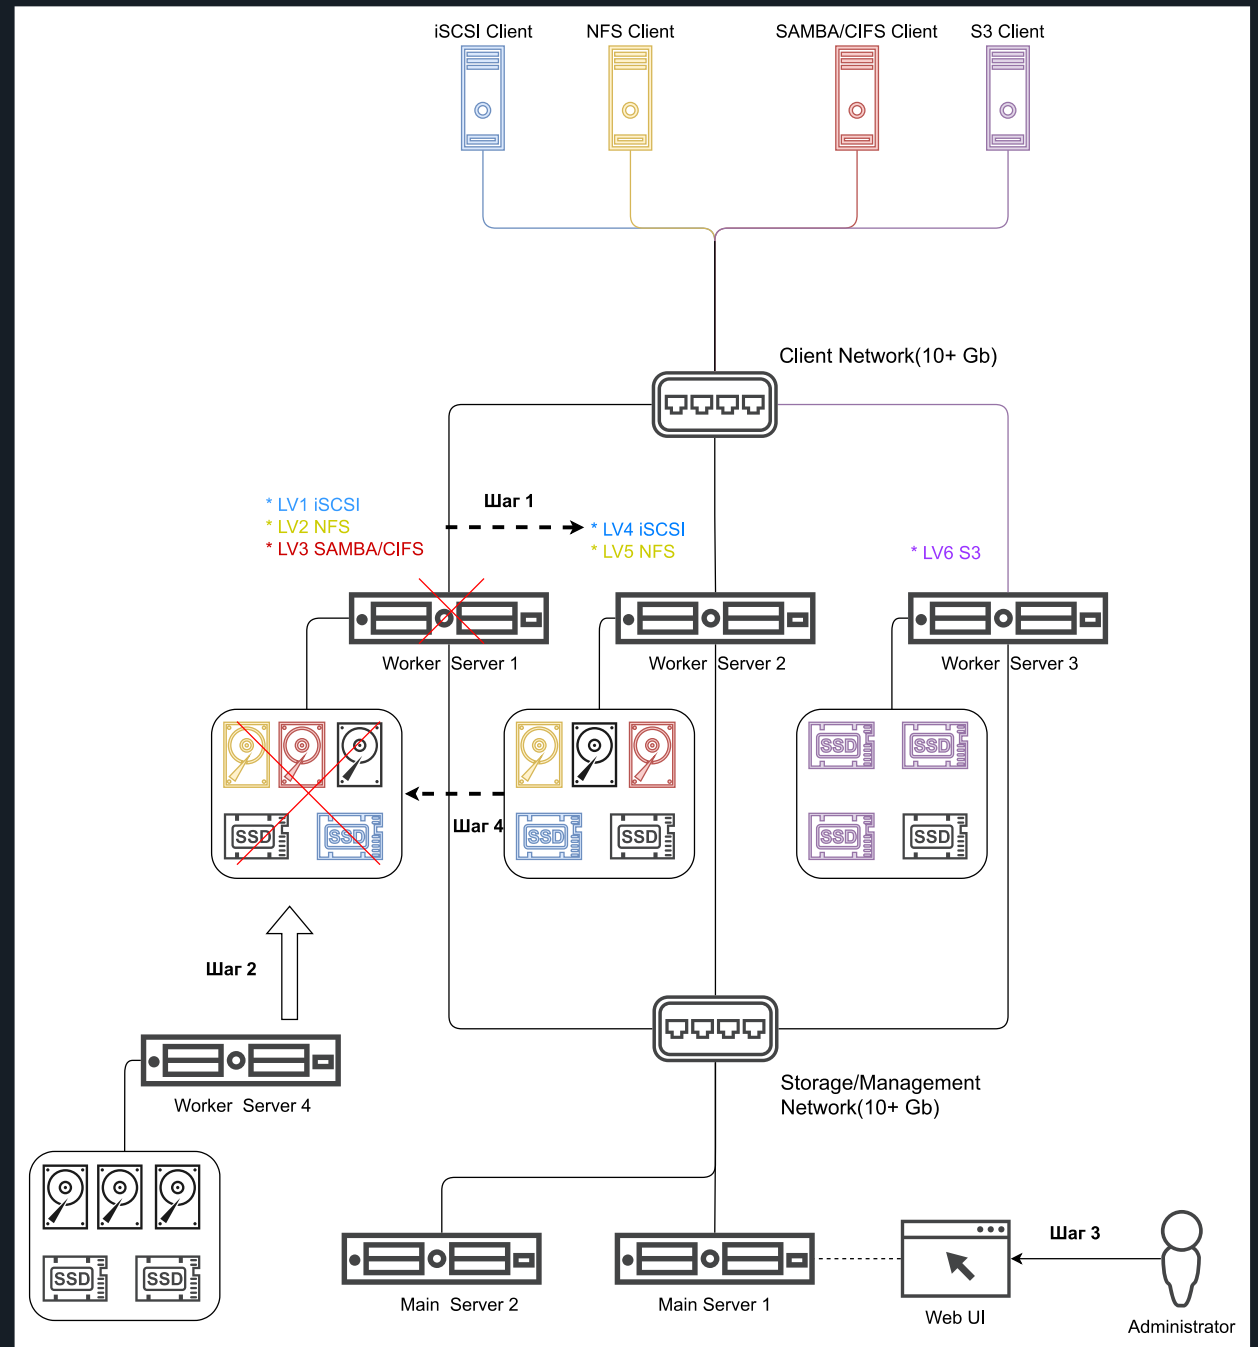 iSCSI Client
NFS Client
SAMBA/CIFS Client
S3 Client
Client Network(10+ Gb)
* LV1 iSCSI
* LV2 NFS
* LV3 SAMBA/CIFS
Шаг 1
* LV4 iSCSI
* LV5 NFS
* LV6 S3
Worker Server 1
Worker Server 2
Worker Server 3
SSD
SSD
SSD
SSD
SSD
SSD
SSD
SSD
Шаг 4
Шаг 2
Worker Server 4
SSD
SSD
Storage/Management
Network(10+ Gb)
Main Server 2
Main Server 1
Web UI
Шаг 3
Administrator